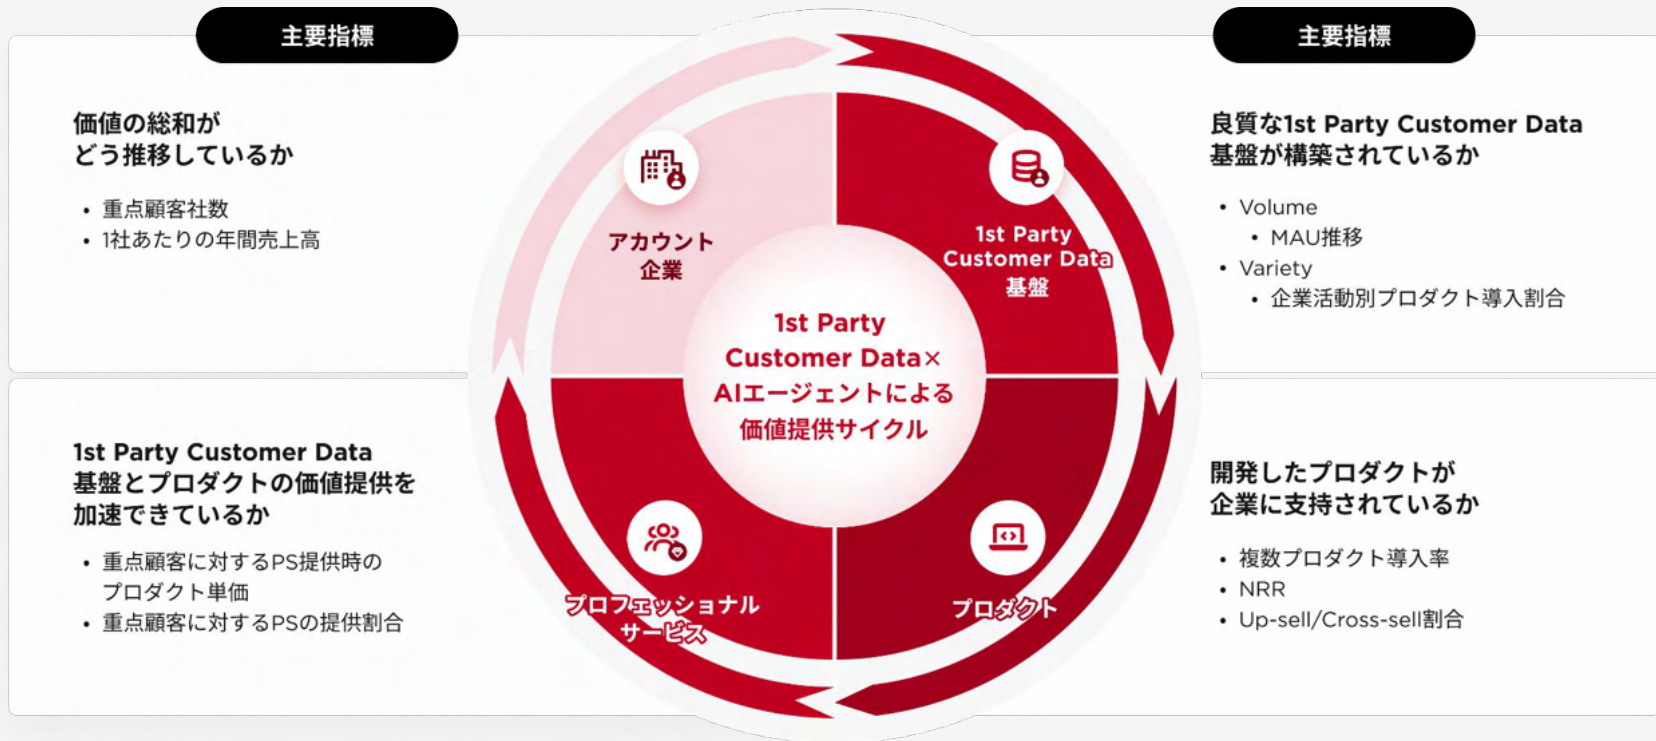 主要指標
価値の総和が
どう推移しているか
• 重点顧客社数
• 1社あたりの年間売上高
1st Party Customer Data
基盤とプロダクトの価値提供を
加速できているか
• 重点顧客に対するPS提供時の
プロダクト単価
• 重点顧客に対するPSの提供割合
アカウント
企業
1st Party
Customer Data
基盤
1st Party
Customer Data×
AIエージェントによる
価値提供サイクル
プロフェッショナル
サービス
プロダクト
主要指標
良質な1st Party Customer Data
基盤が構築されているか
• Volume
• MAU推移
• Variety
• 企業活動別プロダクト導入割合
開発したプロダクトが
企業に支持されているか
• 複数プロダクト導入率
• NRR
• Up-sell/Cross-sell割合